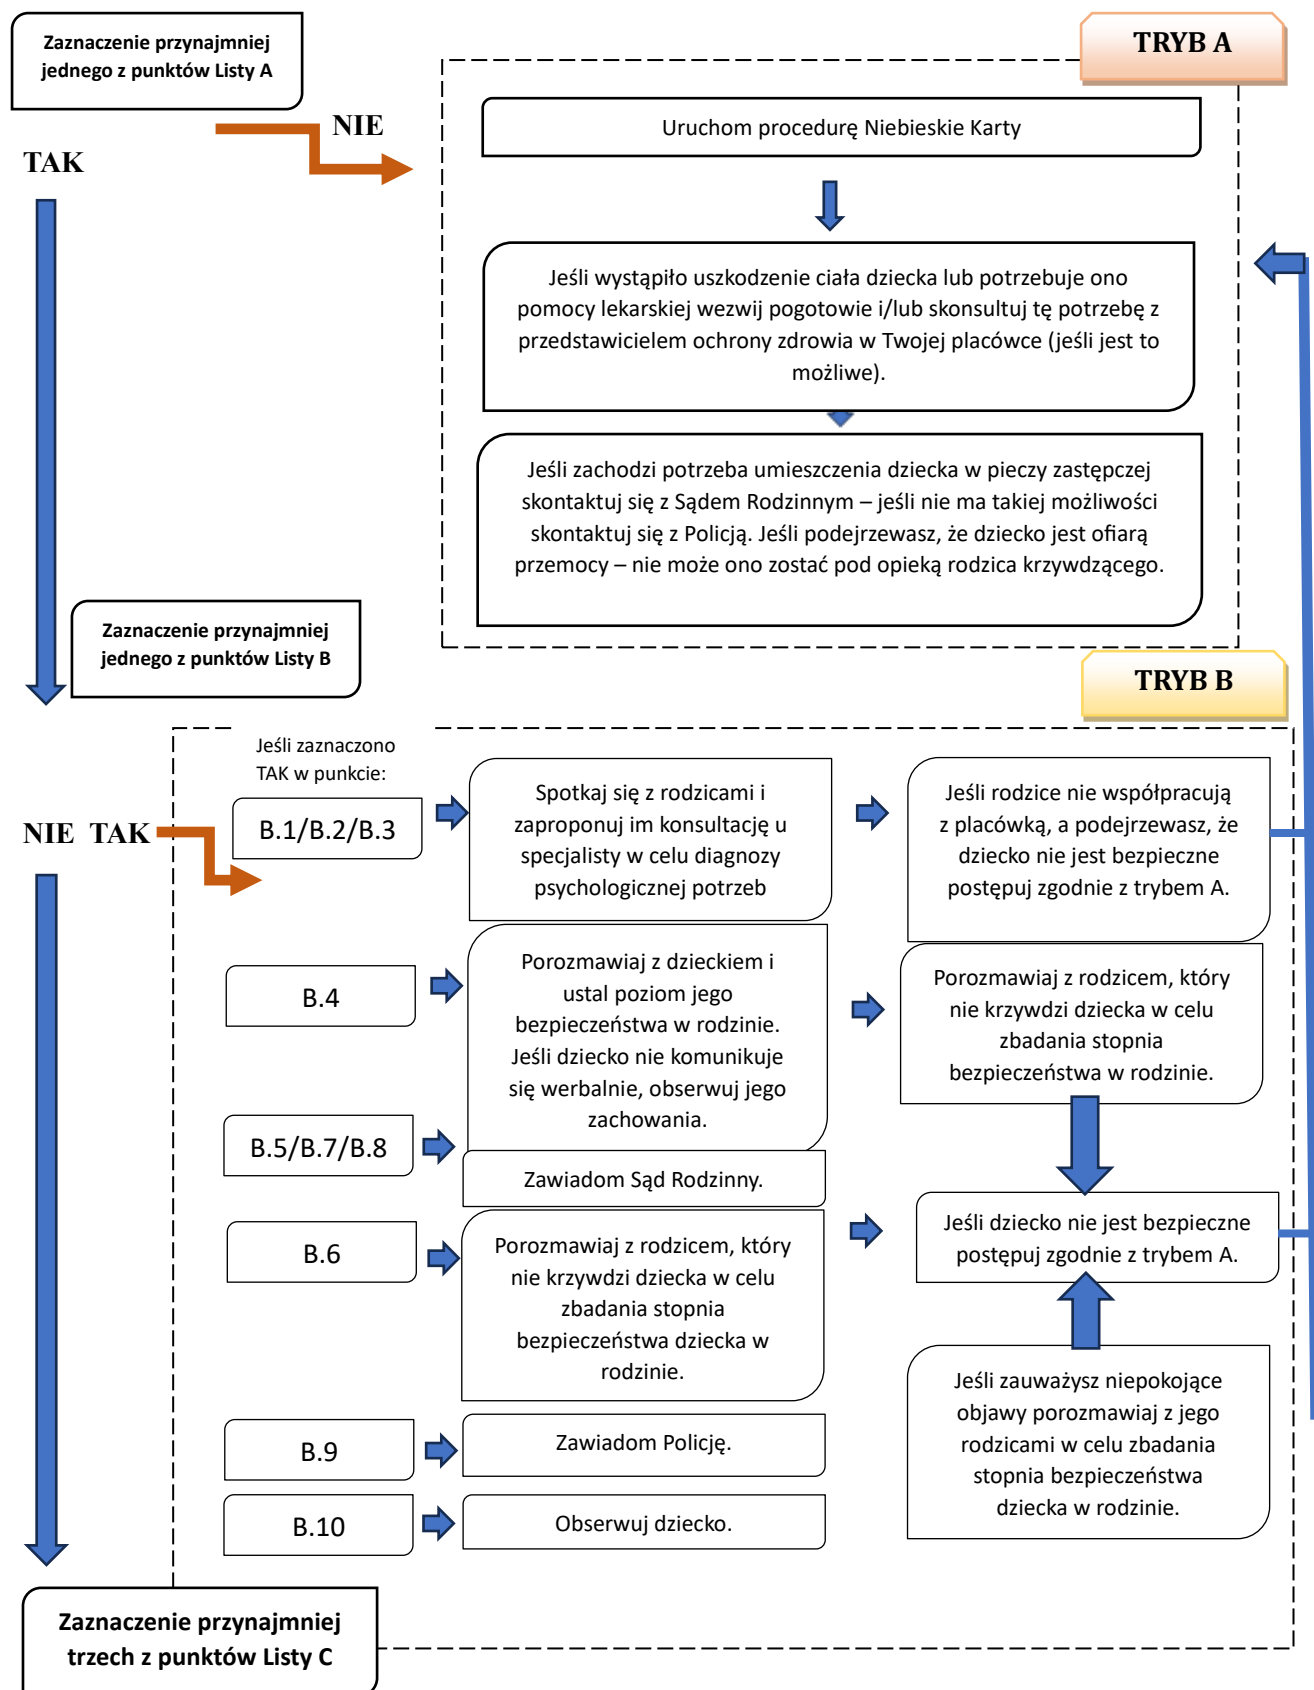 Zaznaczenie przynajmniej
jednego z punktów Listy A
TRYB A
NIE
TAK
Uruchom procedurę Niebieskie Karty
Jeśli wystąpiło uszkodzenie ciała dziecka lub potrzebuje ono
pomocy lekarskiej wezwij pogotowie i/lub skonsultuj tę potrzebę z
przedstawicielem ochrony zdrowia w Twojej placówce (jeśli jest to
możliwe).
Jeśli zachodzi potrzeba umieszczenia dziecka w pieczy zastępczej
skontaktuj się z Sądem Rodzinnym – jeśli nie ma takiej możliwości
skontaktuj się z Policją. Jeśli podejrzewasz, że dziecko jest ofiarą
przemocy – nie może ono zostać pod opieką rodzica krzywdzącego.
Zaznaczenie przynajmniej
jednego z punktów Listy B
TRYB B
Jeśli zaznaczono
TAK w punkcie:
NIE TAK
B.1/B.2/B.3
Spotkaj się z rodzicami i
zaproponuj im konsultację u
specjalisty w celu diagnozy
psychologicznej potrzeb
Jeśli rodzice nie współpracują
z placówką, a podejrzewasz, że
dziecko nie jest bezpieczne
postępuj zgodnie z trybem A.
B.4
Porozmawiaj z dzieckiem i
ustal poziom jego
bezpieczeństwa w rodzinie.
Jeśli dziecko nie komunikuje
się werbalnie, obserwuj jego
zachowania.
Porozmawiaj z rodzicem, który
nie krzywdzi dziecka w celu
zbadania stopnia
bezpieczeństwa w rodzinie.
B.5/B.7/B.8
Zawiadom Sąd Rodzinny.
B.6
Porozmawiaj z rodzicem, który
nie krzywdzi dziecka w celu
zbadania stopnia
bezpieczeństwa dziecka w
rodzinie.
Jeśli dziecko nie jest bezpieczne
postępuj zgodnie z trybem A.
Jeśli zauważysz niepokojące
objawy porozmawiaj z jego
rodzicami w celu zbadania
stopnia bezpieczeństwa
dziecka w rodzinie.
B.9
Zawiadom Policję.
B.10
Obserwuj dziecko.
Zaznaczenie przynajmniej
trzech z punktów Listy C